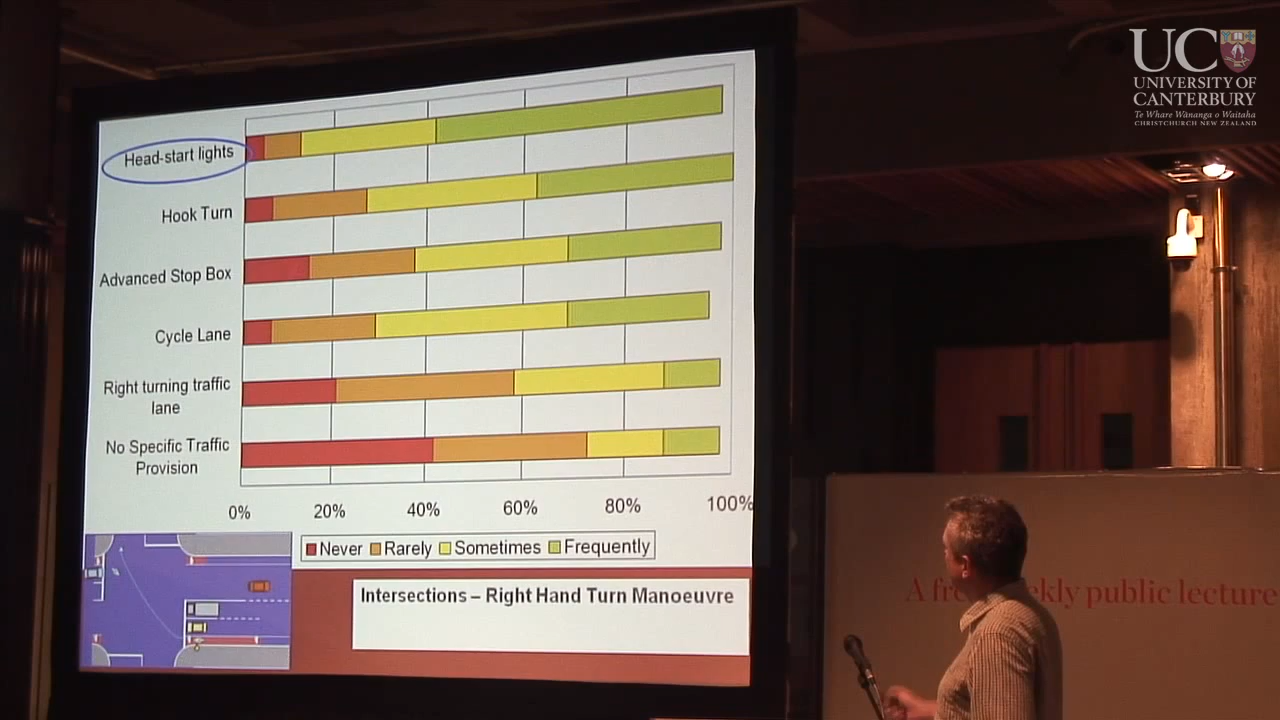 UC
UNIVERSITY OF
CANTERBURY
Te Whare Wānanga o Waitaha
CHRISTCHURCH NEW ZEALAND
Head-start lights
Hook Turn
Advanced Stop Box
Cycle Lane
Right turning traffic
lane
No Specific Traffic
Provision
0% 20% 40% 60% 80% 100%
Never Rarely Sometimes Frequently
Intersections – Right Hand Turn Manoeuvre
A public lecture